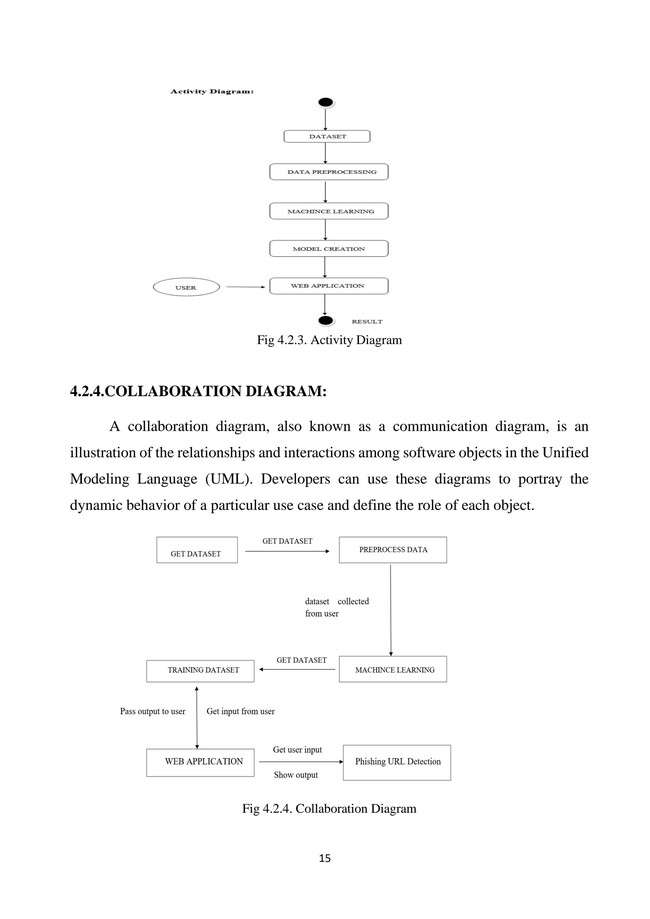 Activity Diagram:
DATASET
DATA PREPROCESSING
MACHINCE LEARNING
MODEL CREATION
USER
WEB APPLICATION
RESULT
Fig 4.2.3. Activity Diagram
4.2.4.COLLABORATION DIAGRAM:
A collaboration diagram, also known as a communication diagram, is an
illustration of the relationships and interactions among software objects in the Unified
Modeling Language (UML). Developers can use these diagrams to portray the
dynamic behavior of a particular use case and define the role of each object.
GET DATASET
GET DATASET
PREPROCESS DATA
dataset collected
from user
GET DATASET
TRAINING DATASET
MACHINCE LEARNING
Pass output to user
Get input from user
Get user input
WEB APPLICATION
Phishing URL Detection
Show output
Fig 4.2.4. Collaboration Diagram
15